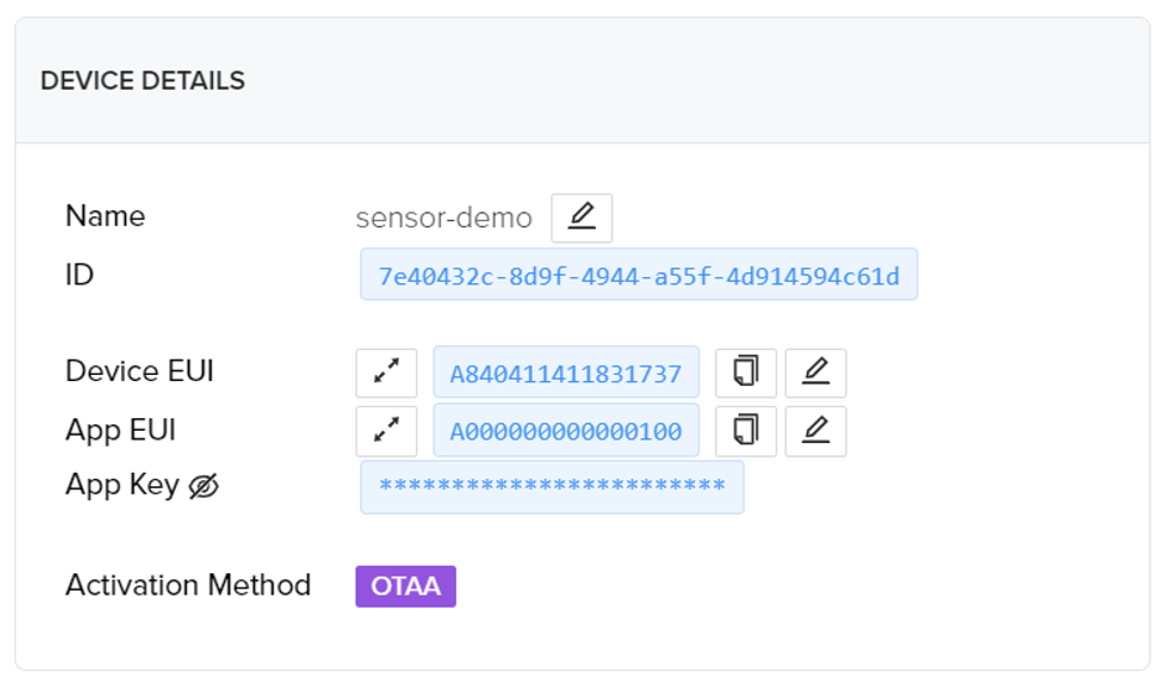 DEVICE DETAILS
Name sensor-demo
ID 7e40432c-8d9f-4944-a55f-4d914594c61d
Device EUI A840411411831737
App EUI A000000000000100
App Key ************************
Activation Method OTAA